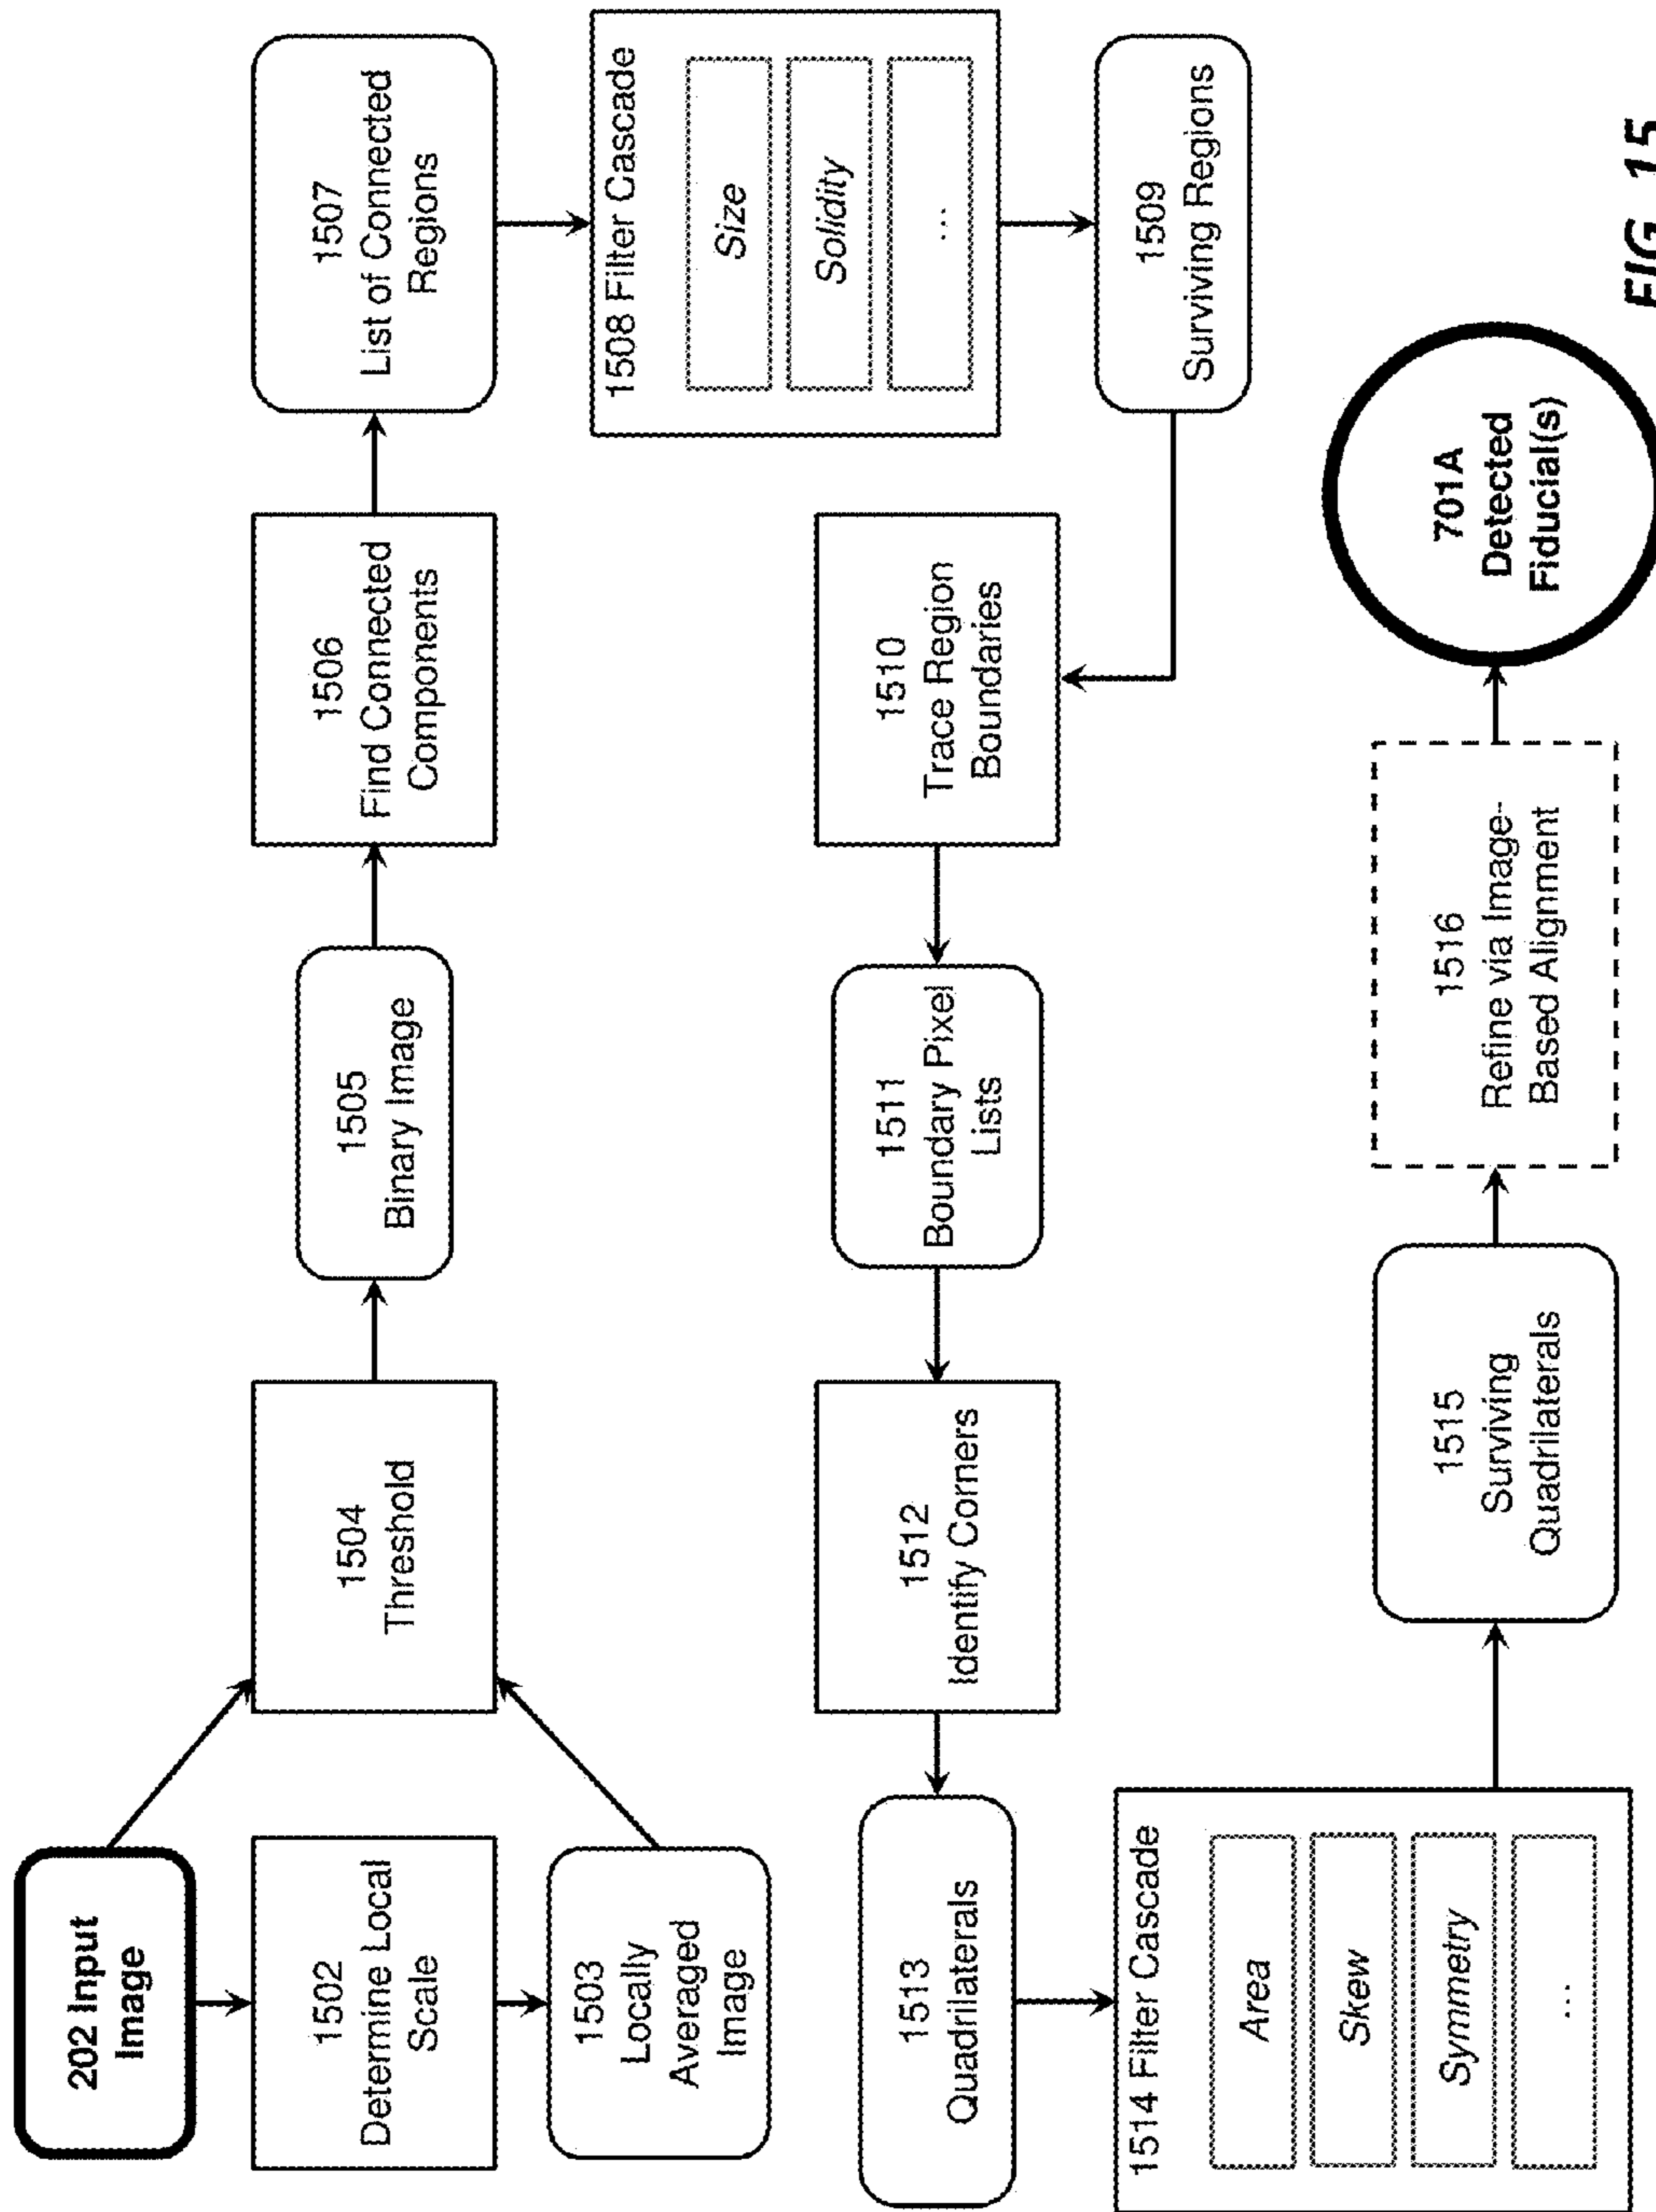 202 Input
Image
1502
Determine Local
Scale
1503
Locally
Averaged
Image
1504
Threshold
1505
Binary Image
1506
Find Connected
Components
1507
List of Connected
Regions
1508 Filter Cascade
Size
Solidity
...
1509
Surviving Regions
1510
Trace Region
Boundaries
1511
Boundary Pixel
Lists
1512
Identify Corners
1513
Quadrilaterals
1514 Filter Cascade
Area
Skew
Symmetry
...
1515
Surviving
Quadrilaterals
1516
Refine via Image-
Based Alignment
701A
Detected
Fiducial(s)
FIG. 15